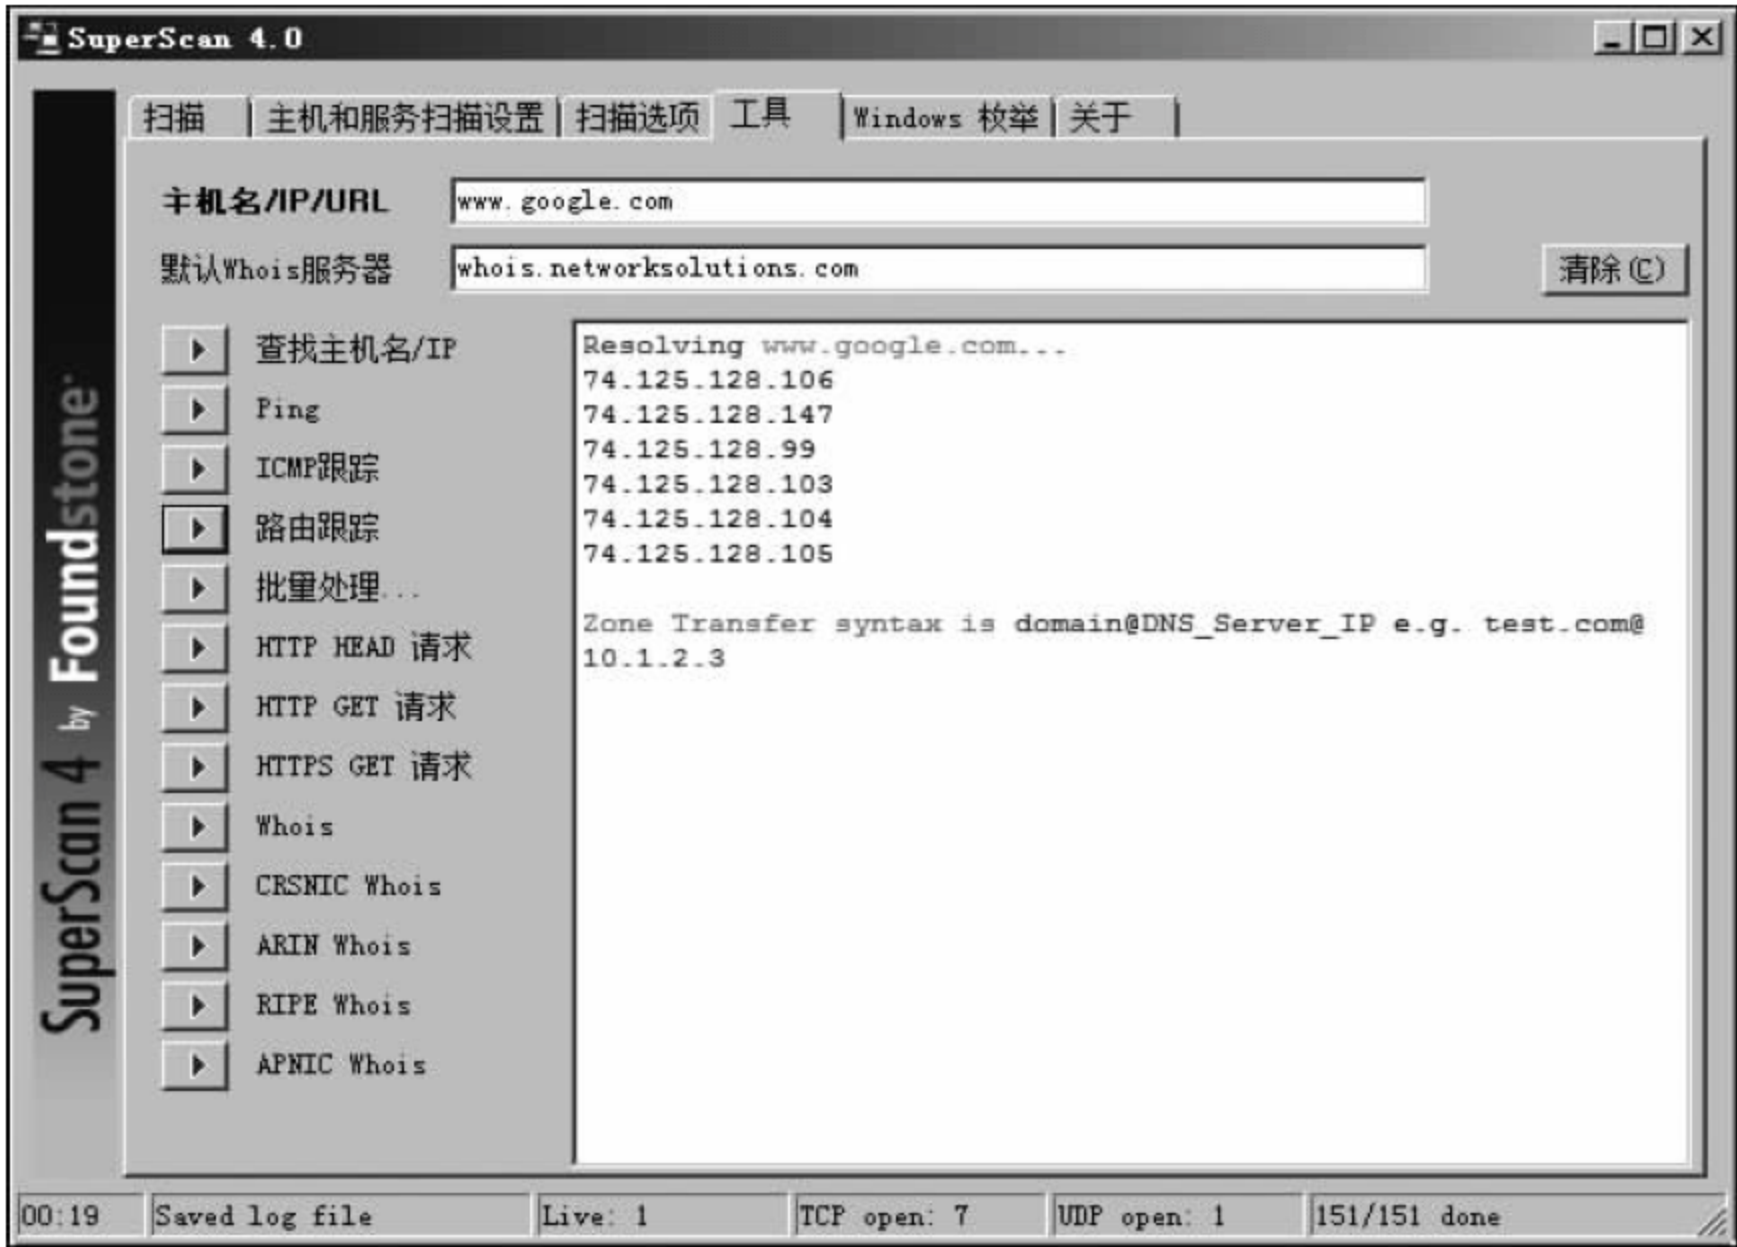 SuperScan 4.0
扫描 主机和服务扫描设置 扫描选项 工具 Windows 枚举 关于
主机名/IP/URL www.google.com
默认Whois服务器 whois.networksolutions.com 清除(C)
查找主机名/IP
Ping
ICMP跟踪
路由跟踪
批量处理...
HTTP HEAD 请求
HTTP GET 请求
HTTPS GET 请求
Whois
CRSNIC Whois
ARIN Whois
RIPE Whois
APNIC Whois
Resolving www.google.com...
74.125.128.106
74.125.128.147
74.125.128.99
74.125.128.103
74.125.128.104
74.125.128.105
Zone Transfer syntax is domain@DNS_Server_IP e.g. test.com@
10.1.2.3
SuperScan 4 by Foundstone
00:19 Saved log file Live: 1 TCP open: 7 UDP open: 1 151/151 done